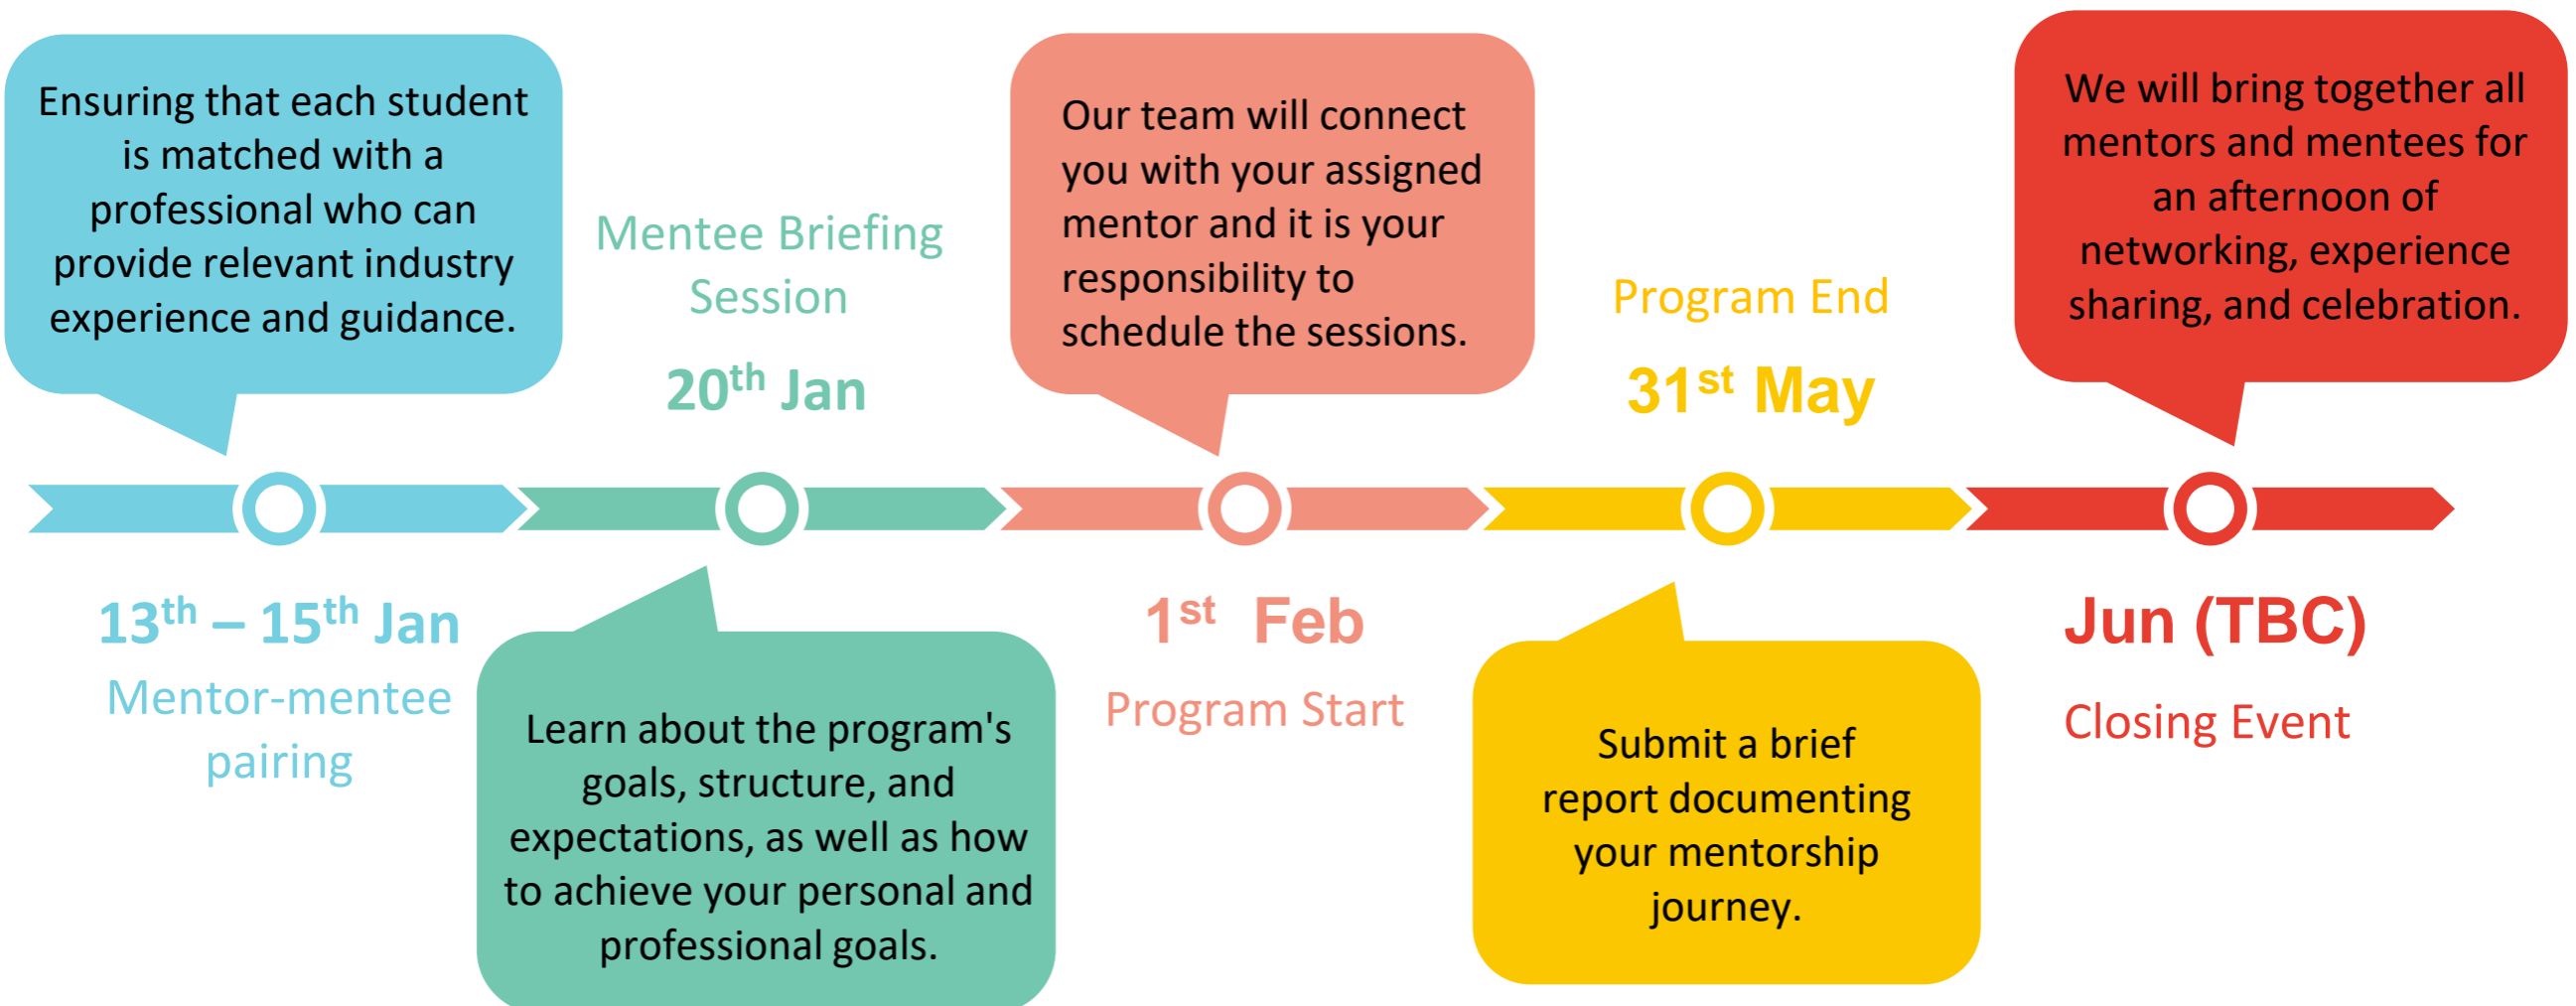 Ensuring that each student
is matched with a
professional who can
provide relevant industry
experience and guidance.
13th – 15th Jan
Mentor-mentee
pairing
Mentee Briefing
Session
20th Jan
Learn about the program's
goals, structure, and
expectations, as well as how
to achieve your personal and
professional goals.
Our team will connect
you with your assigned
mentor and it is your
responsibility to
schedule the sessions.
1st Feb
Program Start
Program End
31st May
Submit a brief
report documenting
your mentorship
journey.
We will bring together all
mentors and mentees for
an afternoon of
networking, experience
sharing, and celebration.
Jun (TBC)
Closing Event